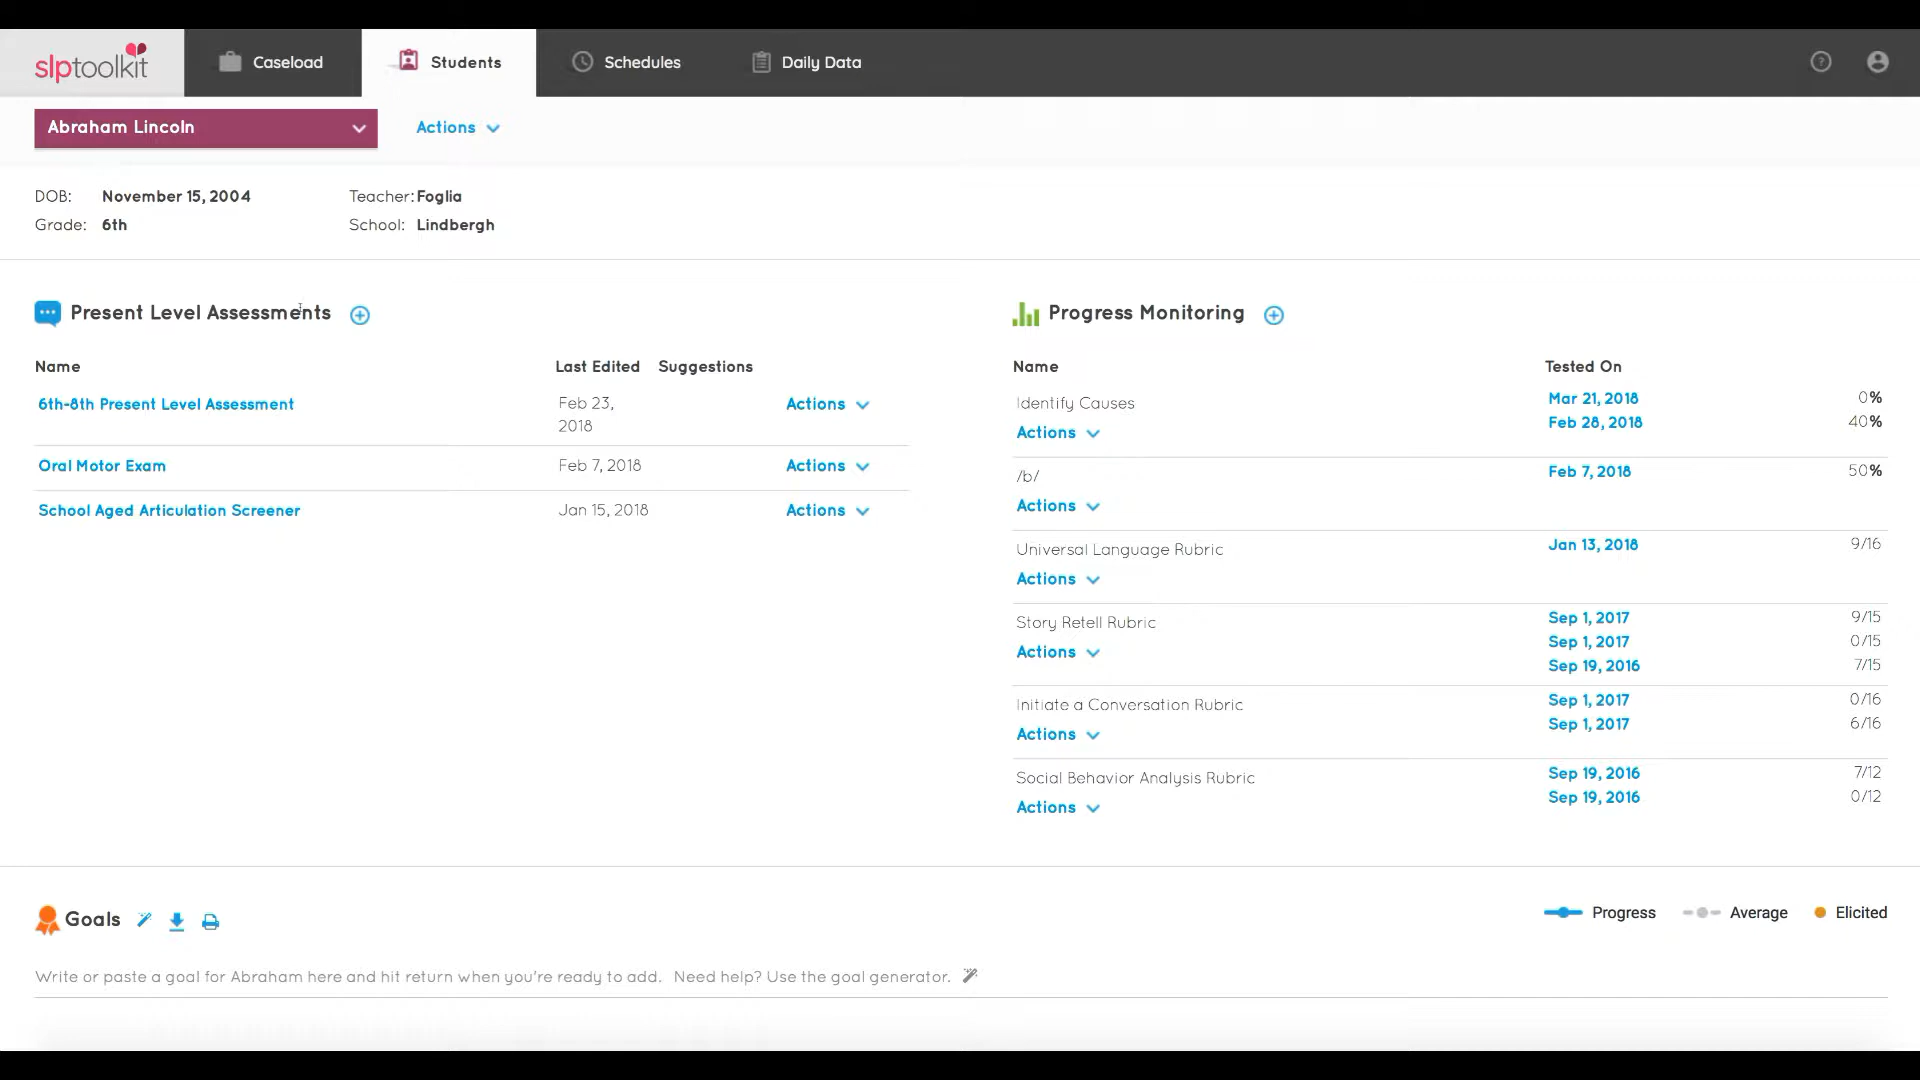 slptoolkit
Caseload
Students
Schedules
Daily Data
?
Abraham Lincoln
Actions
DOB: November 15, 2004 Teacher: Foglia
Grade: 6th School: Lindbergh
Present Level Assessments
Name Last Edited Suggestions
6th-8th Present Level Assessment Feb 23, 2018 Actions
Oral Motor Exam Feb 7, 2018 Actions
School Aged Articulation Screener Jan 15, 2018 Actions
Progress Monitoring
Name Tested On
Identify Causes Mar 21, 2018 0%
Actions Feb 28, 2018 40%
/b/ Feb 7, 2018 50%
Actions
Universal Language Rubric Jan 13, 2018 9/16
Actions
Story Retell Rubric Sep 1, 2017 9/15
Sep 1, 2017 0/15
Actions Sep 19, 2016 7/15
Initiate a Conversation Rubric Sep 1, 2017 0/16
Actions Sep 1, 2017 6/16
Social Behavior Analysis Rubric Sep 19, 2016 7/12
Actions Sep 19, 2016 0/12
Goals
Progress Average Elicited
Write or paste a goal for Abraham here and hit return when you're ready to add. Need help? Use the goal generator.